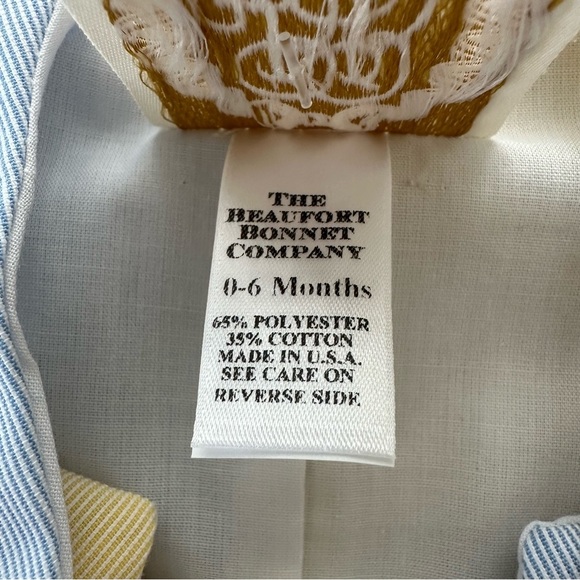 THE
BEAUFORT
BONNET
COMPANY
0-6 Months
65% POLYESTER
35% COTTON
MADE IN U.S.A.
SEE CARE ON
REVERSE SIDE